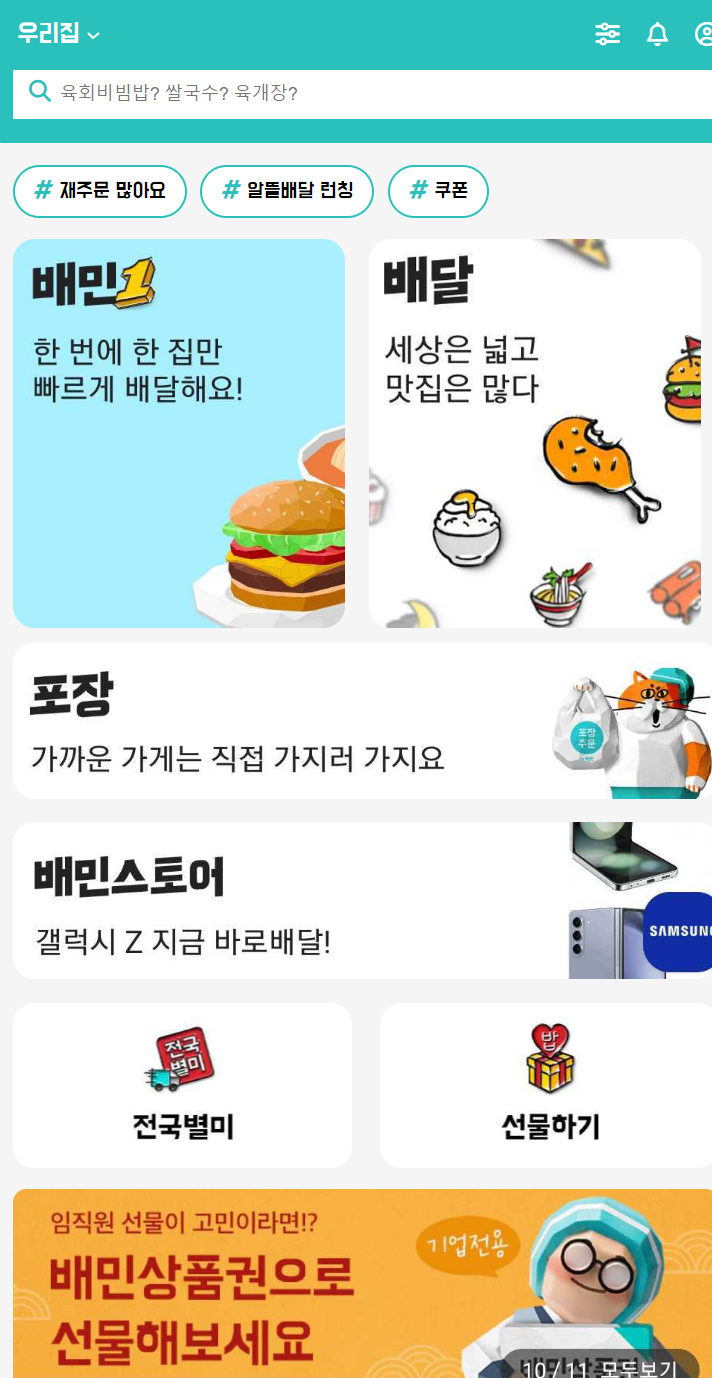 우리집
육회비빔밥? 쌀국수? 육개장?
# 재주문 많아요
# 알뜰배달 런칭
# 쿠폰
배민1
한 번에 한 집만
빠르게 배달해요!
배달
세상은 넓고
맛집은 많다
포장
가까운 가게는 직접 가지러 가지요
포장
주문
배민스토어
갤럭시 Z 지금 바로배달!
SAMSUNG
전국
별미
전국별미
밥
선물하기
임직원 선물이 고민이라면!?
배민상품권으로
선물해보세요
기업전용
10 / 11 모두보기